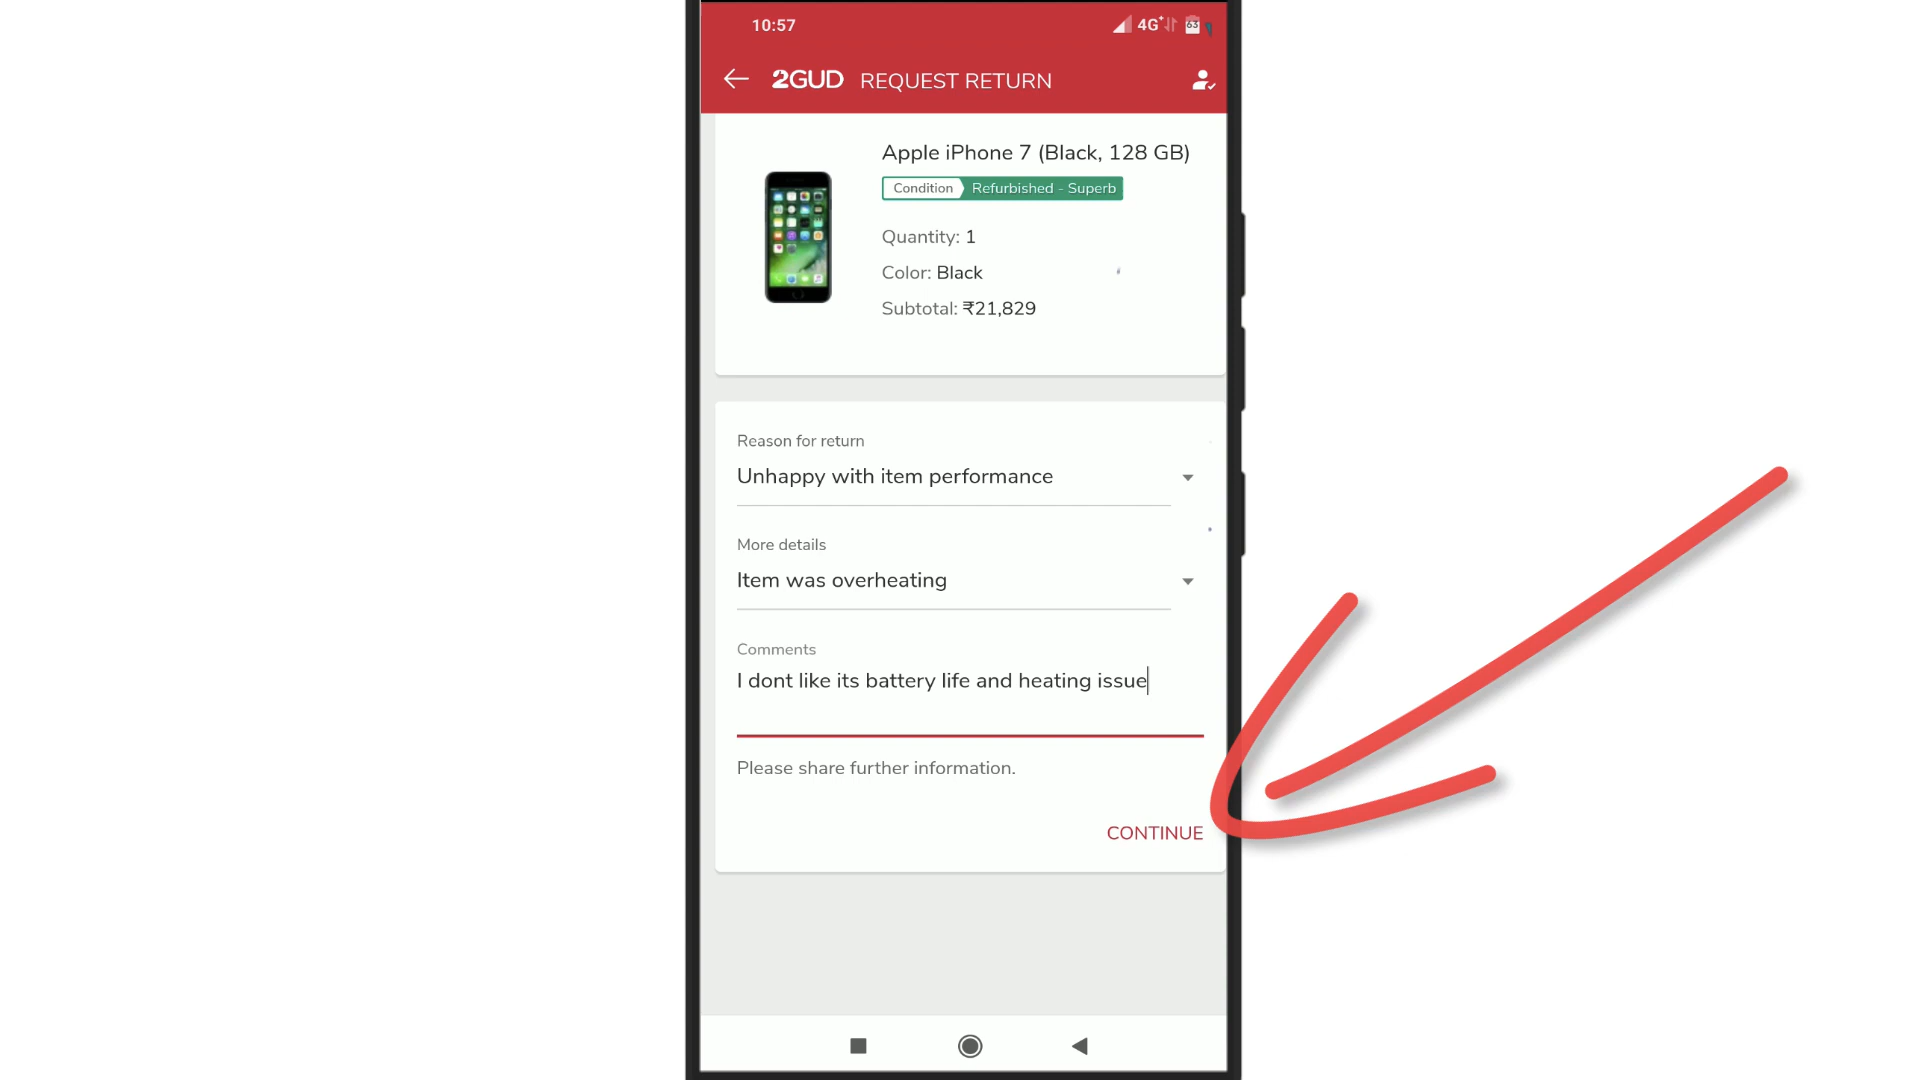 10:57 4G+ 63
2GUD REQUEST RETURN
Apple iPhone 7 (Black, 128 GB)
Condition Refurbished - Superb
Quantity: 1
Color: Black
Subtotal: ₹21,829
Reason for return
Unhappy with item performance
More details
Item was overheating
Comments
I dont like its battery life and heating issue
Please share further information.
CONTINUE